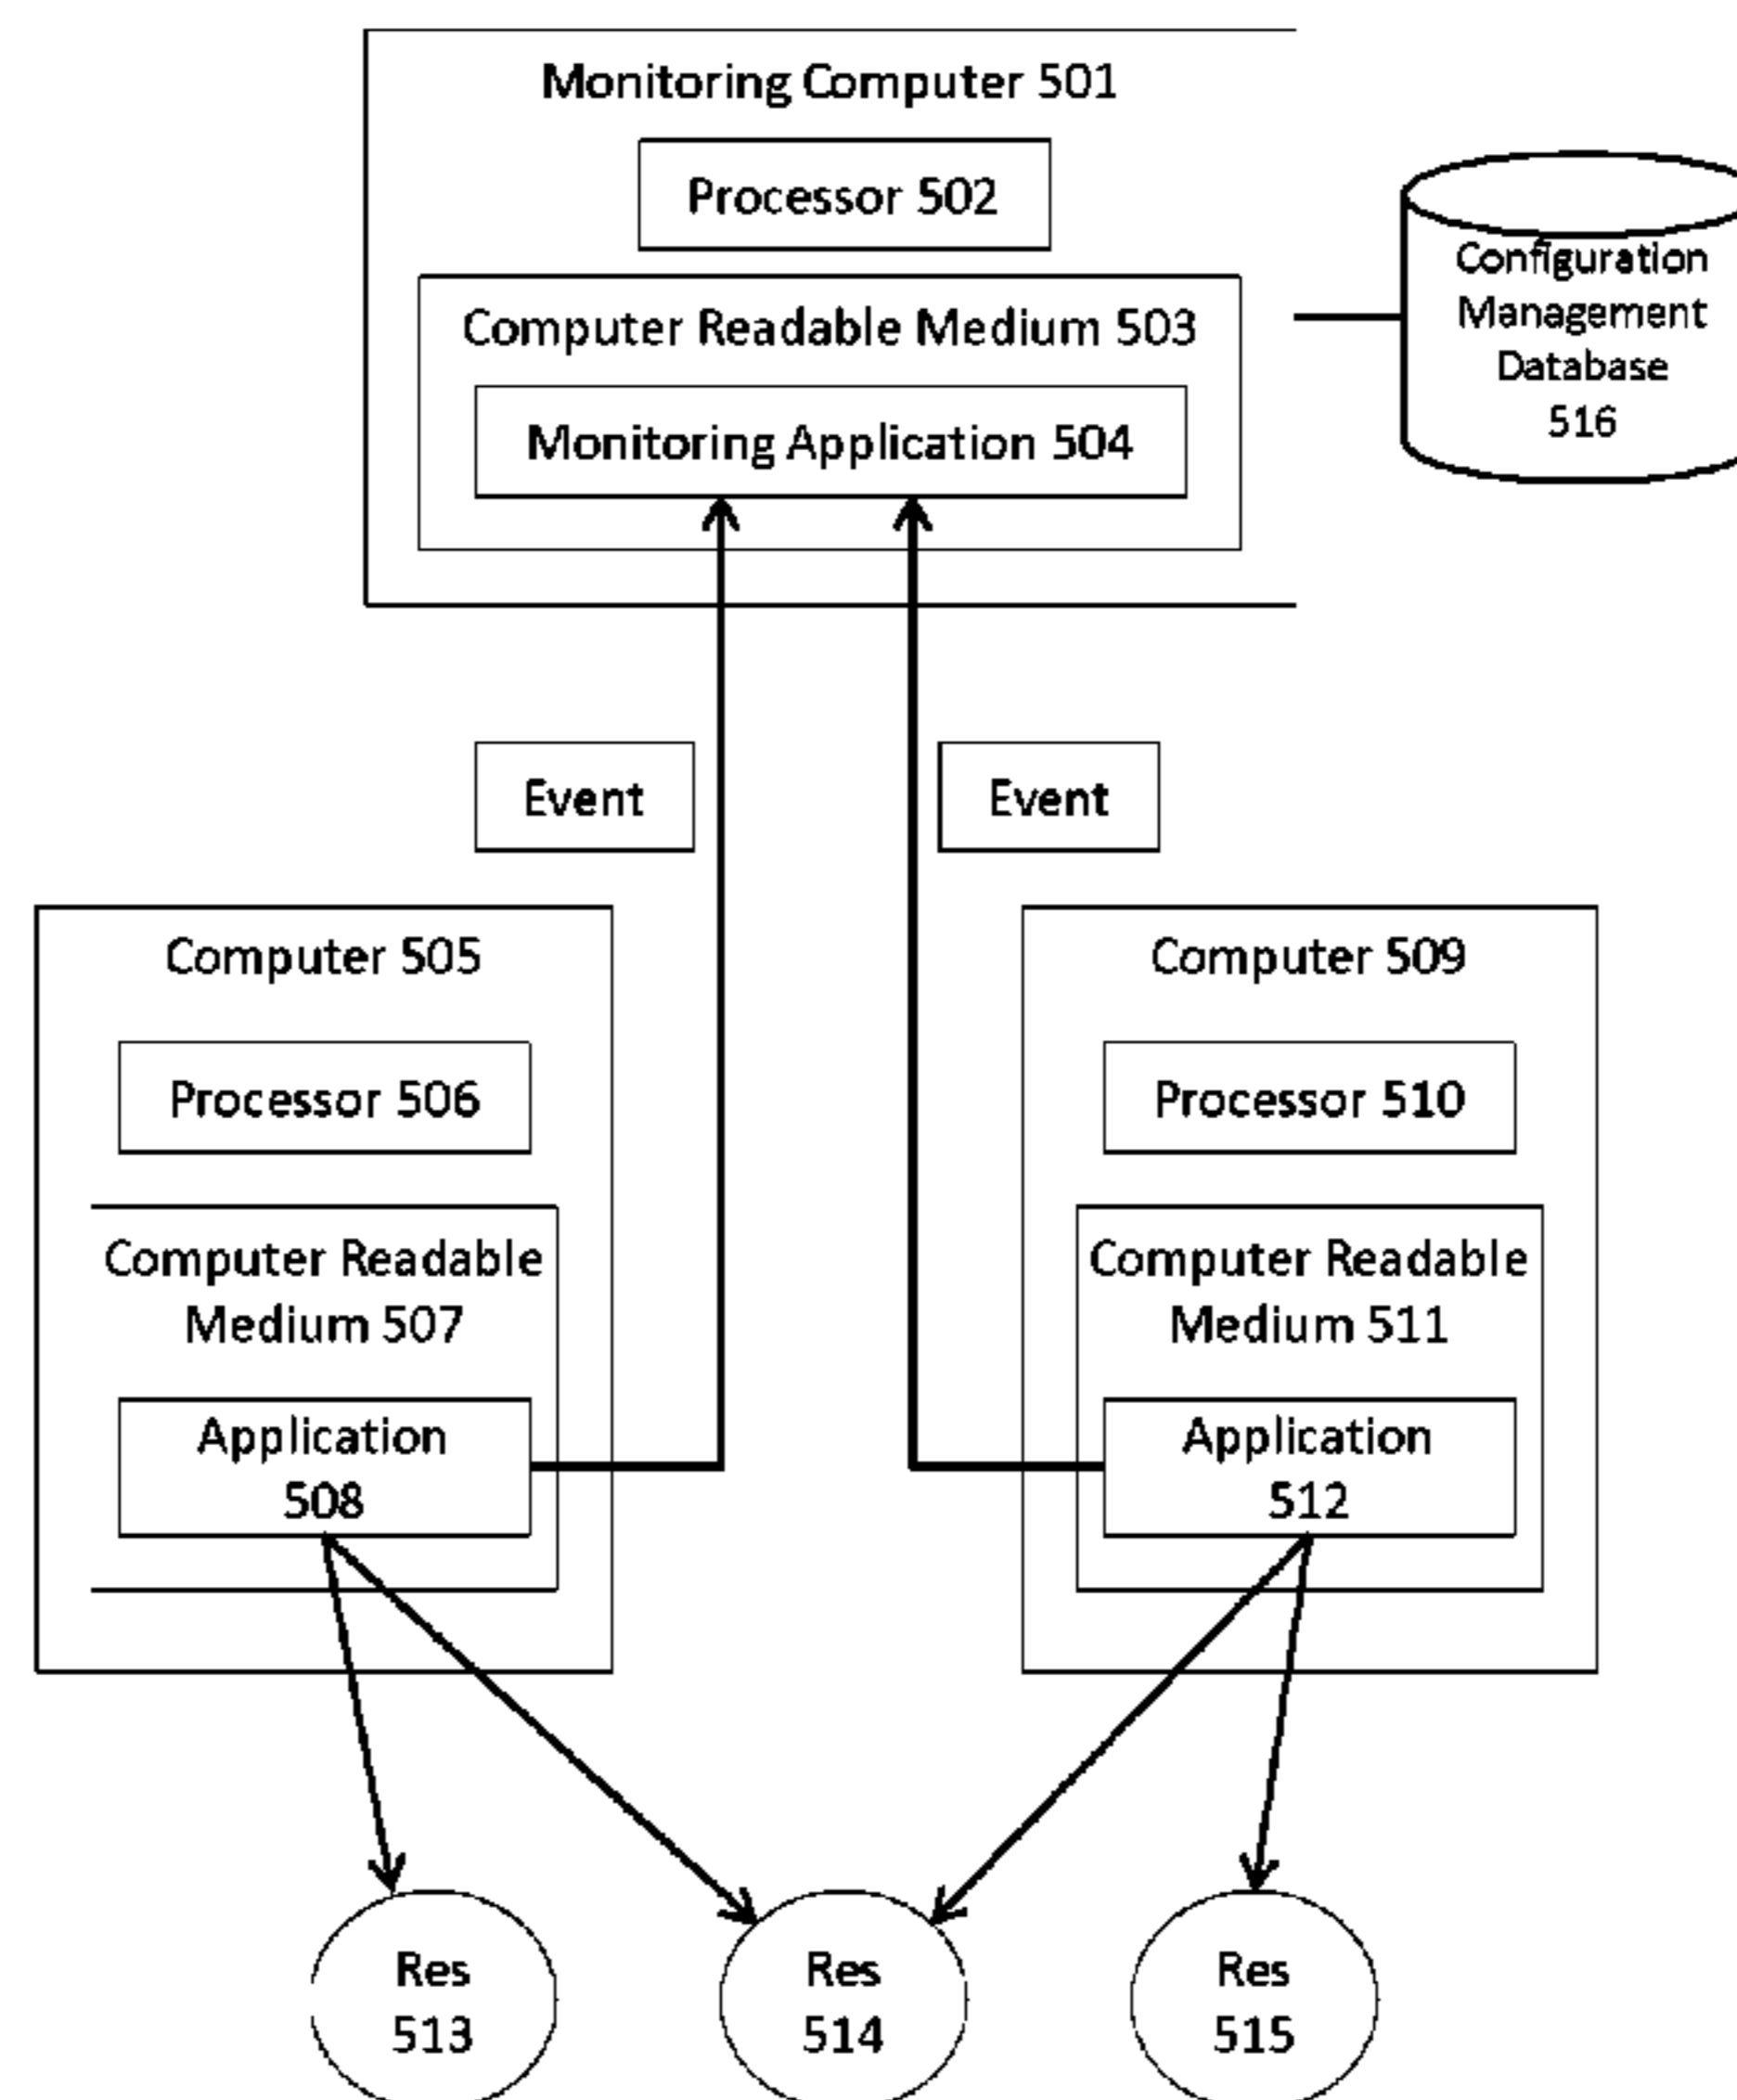 Monitoring Computer 501
Processor 502
Computer Readable Medium 503
Monitoring Application 504
Configuration
Management
Database
516
Event
Event
Computer 505
Processor 506
Computer Readable
Medium 507
Application
508
Computer 509
Processor 510
Computer Readable
Medium 511
Application
512
Res
513
Res
514
Res
515